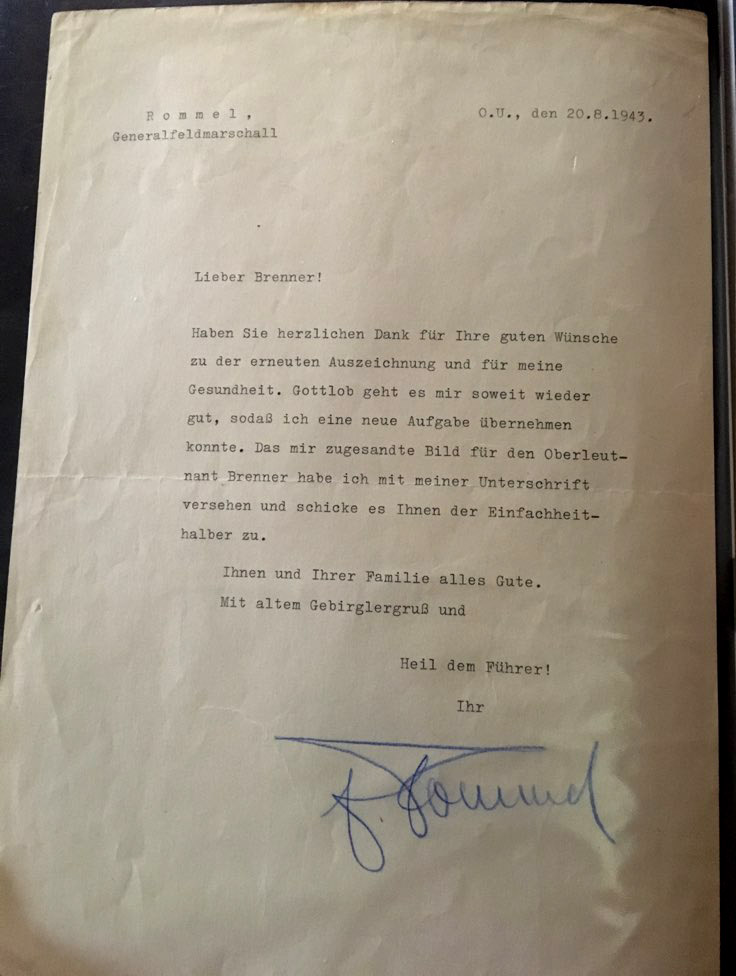 R o m m e l ,
Generalfeldmarschall
O.U., den 20.8.1943.
Lieber Brenner!
Haben Sie herzlichen Dank für Ihre guten Wünsche
zu der erneuten Auszeichnung und für meine
Gesundheit. Gottlob geht es mir soweit wieder
gut, sodaß ich eine neue Aufgabe übernehmen
konnte. Das mir zugesandte Bild für den Oberleut-
nant Brenner habe ich mit meiner Unterschrift
versehen und schicke es Ihnen der Einfachheit-
halber zu.
Ihnen und Ihrer Familie alles Gute.
Mit altem Gebirglergruß und
Heil dem Führer!
Ihr
Rommel